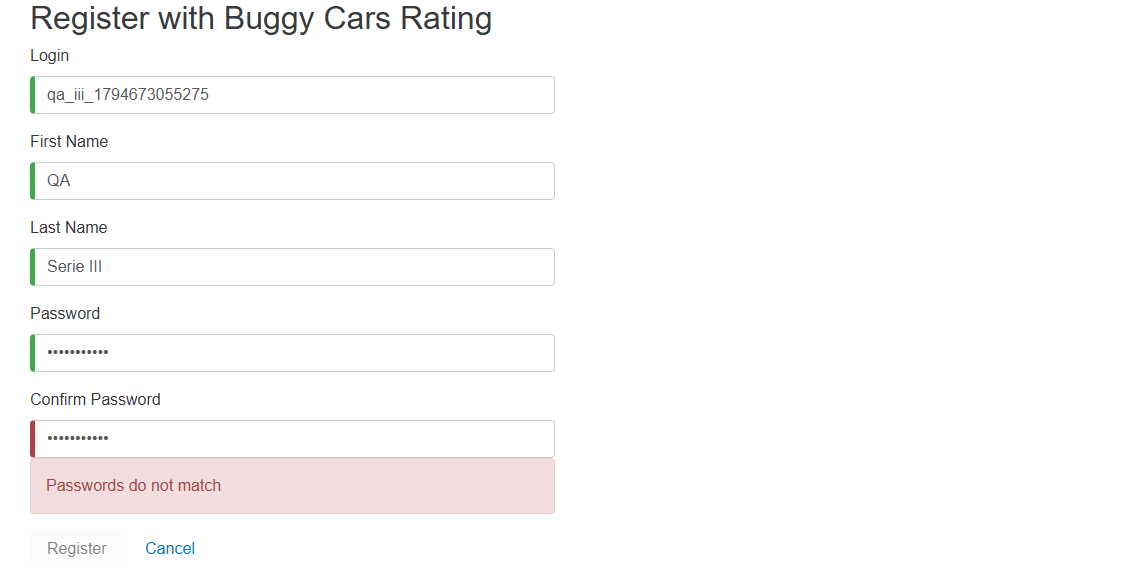 Register with Buggy Cars Rating
Login
qa_iii_1794673055275
First Name
QA
Last Name
Serie III
Password
•••••••••••
Confirm Password
•••••••••••
Passwords do not match
Register Cancel